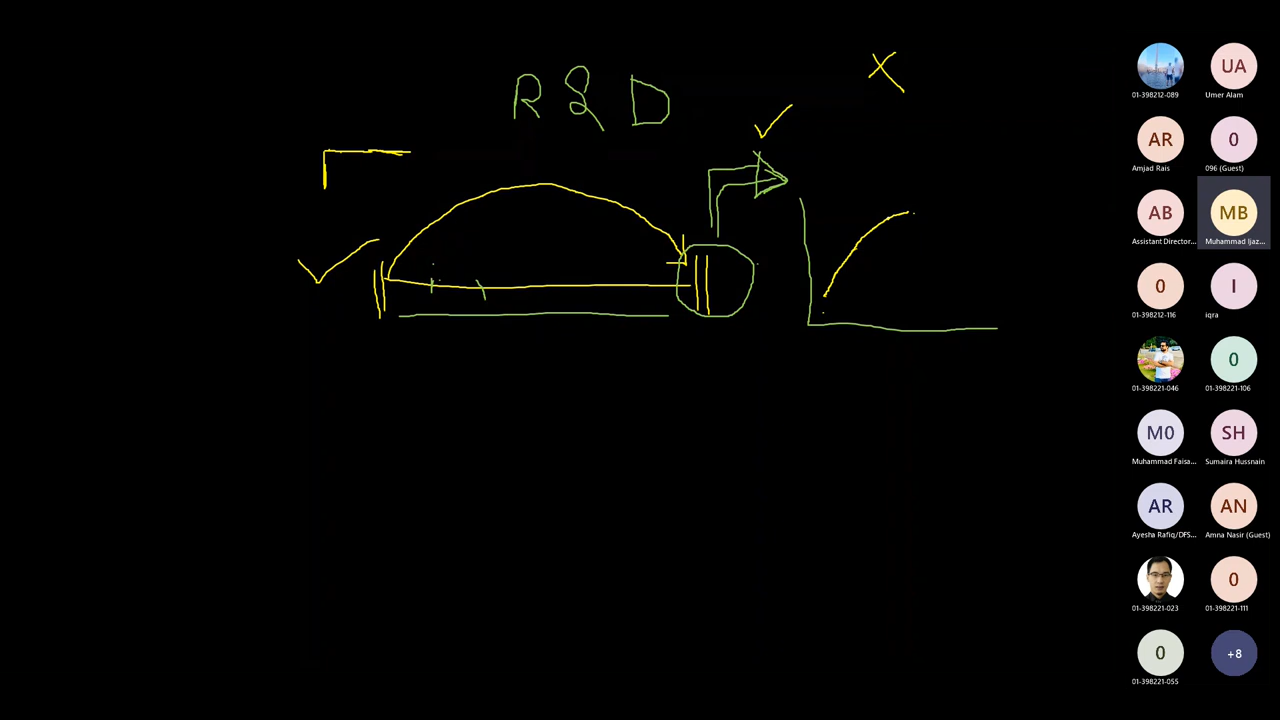 R & D
X
01-398212-089
UA
Umer Alam
AR
Amjad Rais
0
096 (Guest)
AB
Assistant Director...
MB
Muhammad Ijaz...
0
01-398212-116
I
iqra
01-398221-046
0
01-398221-106
M0
Muhammad Faisa...
SH
Sumaira Hussnain
AR
Ayesha Rafiq/DFS...
AN
Amna Nasir (Guest)
01-398221-023
0
01-398221-111
0
01-398221-055
+8